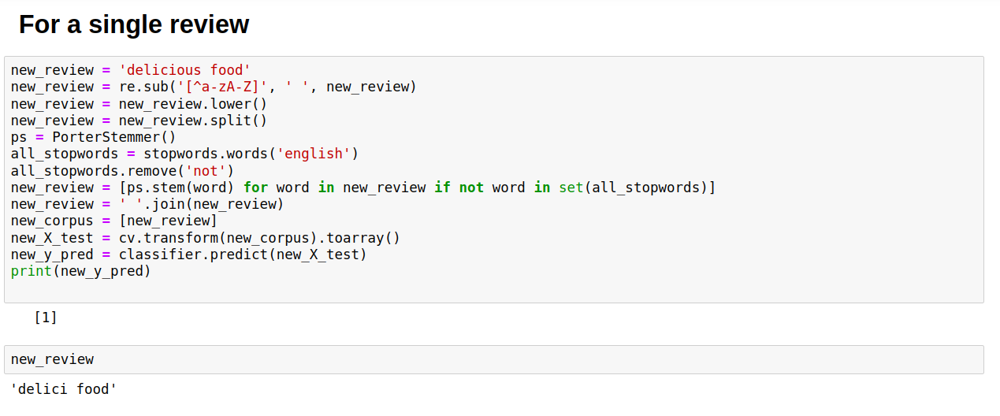 For a single review
new_review = 'delicious food'
new_review = re.sub('[^a-zA-Z]', ' ', new_review)
new_review = new_review.lower()
new_review = new_review.split()
ps = PorterStemmer()
all_stopwords = stopwords.words('english')
all_stopwords.remove('not')
new_review = [ps.stem(word) for word in new_review if not word in set(all_stopwords)]
new_review = ' '.join(new_review)
new_corpus = [new_review]
new_X_test = cv.transform(new_corpus).toarray()
new_y_pred = classifier.predict(new_X_test)
print(new_y_pred)
[1]
new_review
'delici food'